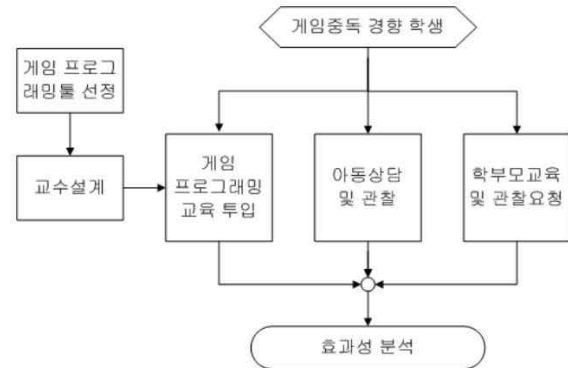 게임중독 경향 학생
게임 프로그
래밍툴 선정
교수설계
게임
프로그래밍
교육 투입
아동상담
및 관찰
학부모교육
및 관찰요청
효과성 분석